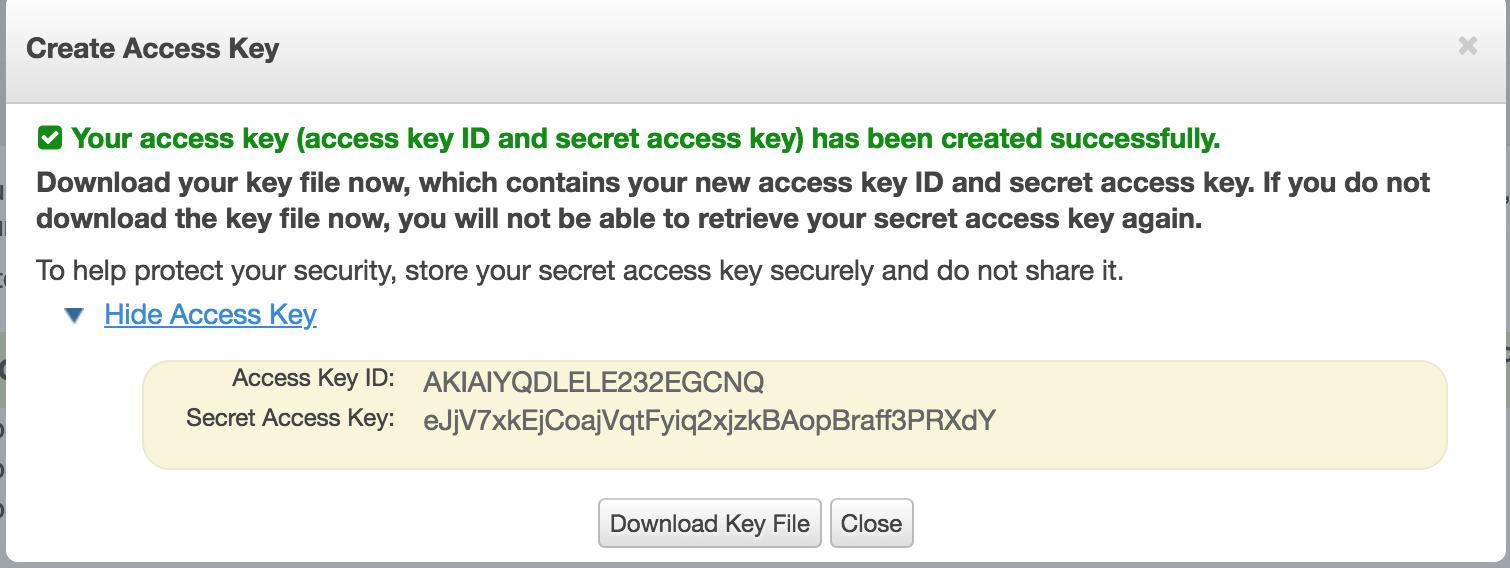 Create Access Key
Your access key (access key ID and secret access key) has been created successfully.
Download your key file now, which contains your new access key ID and secret access key. If you do not
download the key file now, you will not be able to retrieve your secret access key again.
To help protect your security, store your secret access key securely and do not share it.
Hide Access Key
Access Key ID: AKIAIYQDLELE232EGCNQ
Secret Access Key: eJjV7xkEjCoajVqtFyiq2xjzkBAopBraff3PRXdY
Download Key File Close